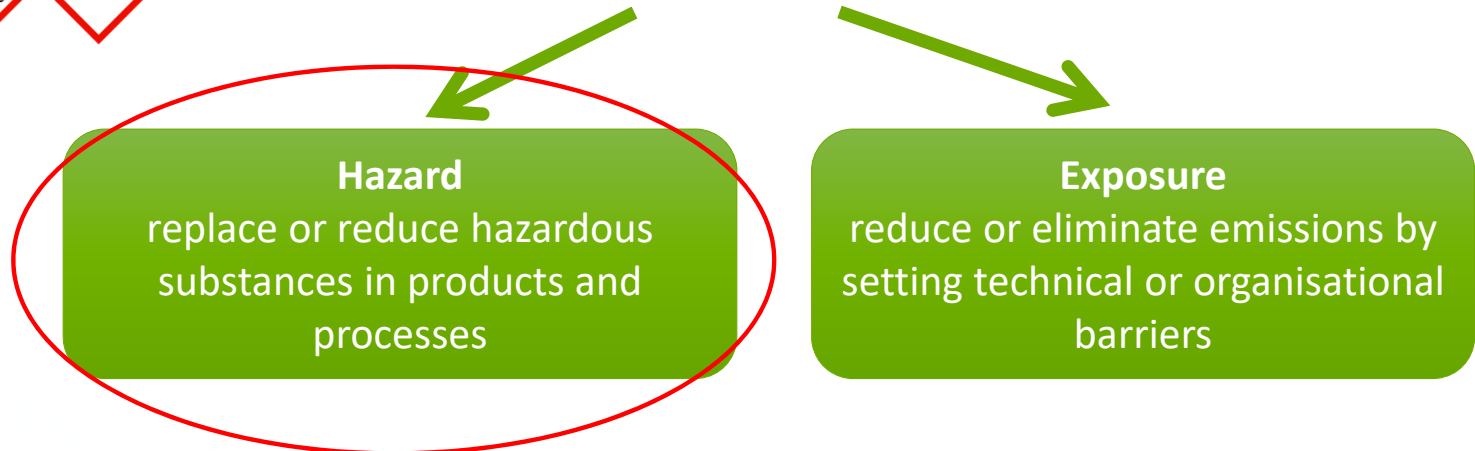 Hazard
replace or reduce hazardous
substances in products and
processes
Exposure
reduce or eliminate emissions by
setting technical or organisational
barriers